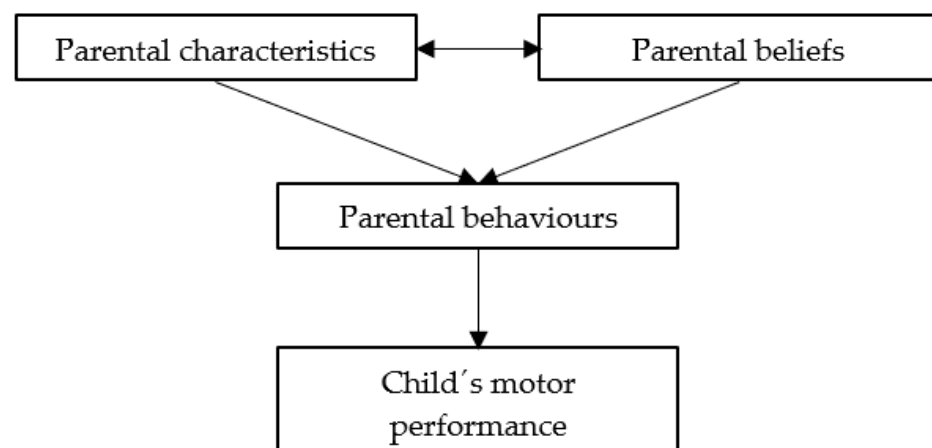 Parental characteristics
Parental beliefs
Parental behaviours
Child´s motor
performance